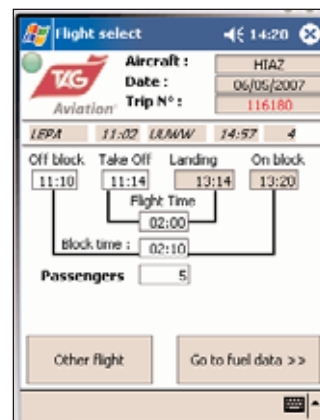 Flight select 14:20
TAG
Aviation
Aircraft : HIAZ
Date : 06/05/2007
Trip N° : 116180
LEPA 11:02 UUWW 14:57 4
Off block Take Off Landing On block
11:10 11:14 13:14 13:20
Flight Time
02:00
Block time : 02:10
Passengers 5
Other flight Go to fuel data >>